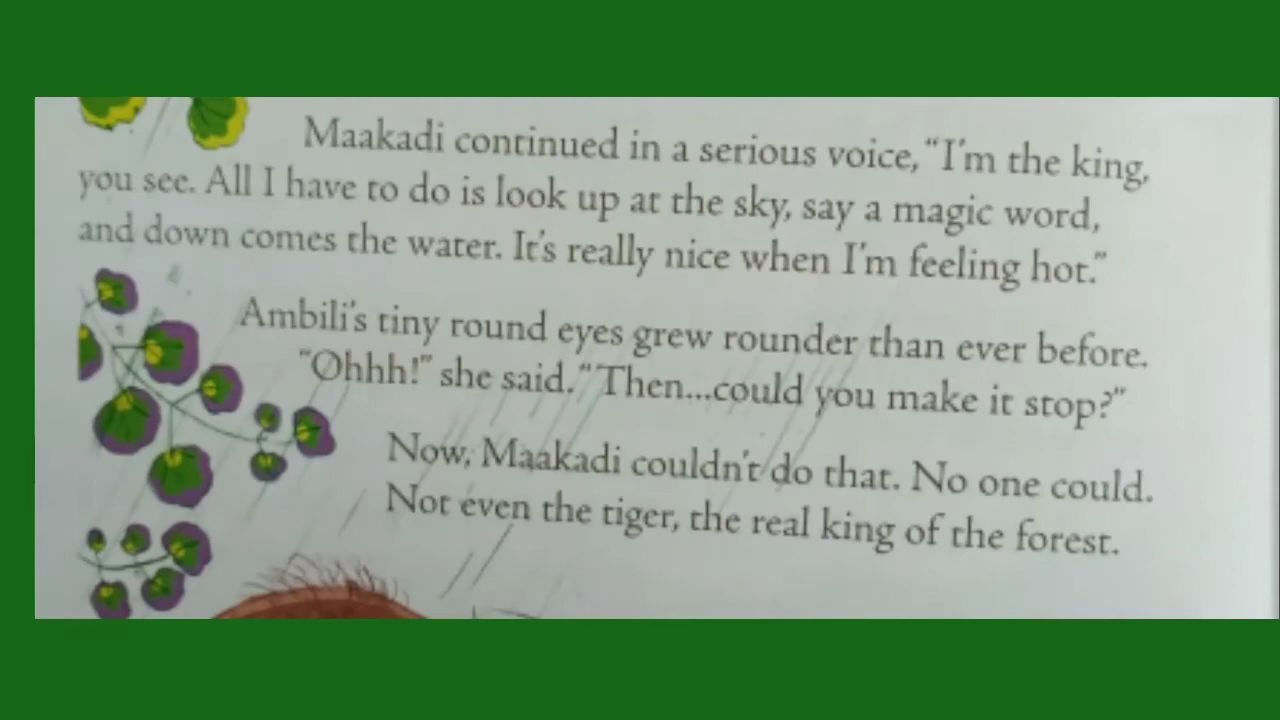 Maakadi continued in a serious voice, “I’m the king,
you see. All I have to do is look up at the sky, say a magic word,
and down comes the water. It’s really nice when I’m feeling hot.”
Ambili’s tiny round eyes grew rounder than ever before.
“Ohhh!” she said. “Then...could you make it stop?”
Now, Maakadi couldn’t do that. No one could.
Not even the tiger, the real king of the forest.